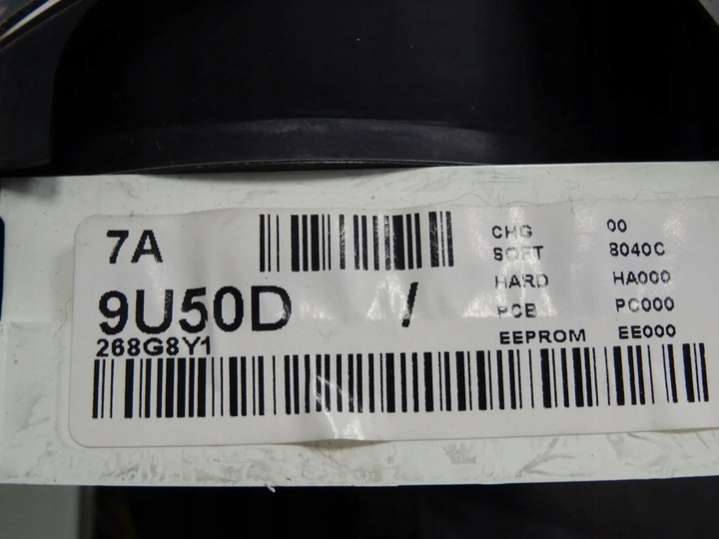 7A
9U50D /
268G8Y1
CHG 00
SOFT 8040C
HARD HA000
PCB PC000
EEPROM EE000